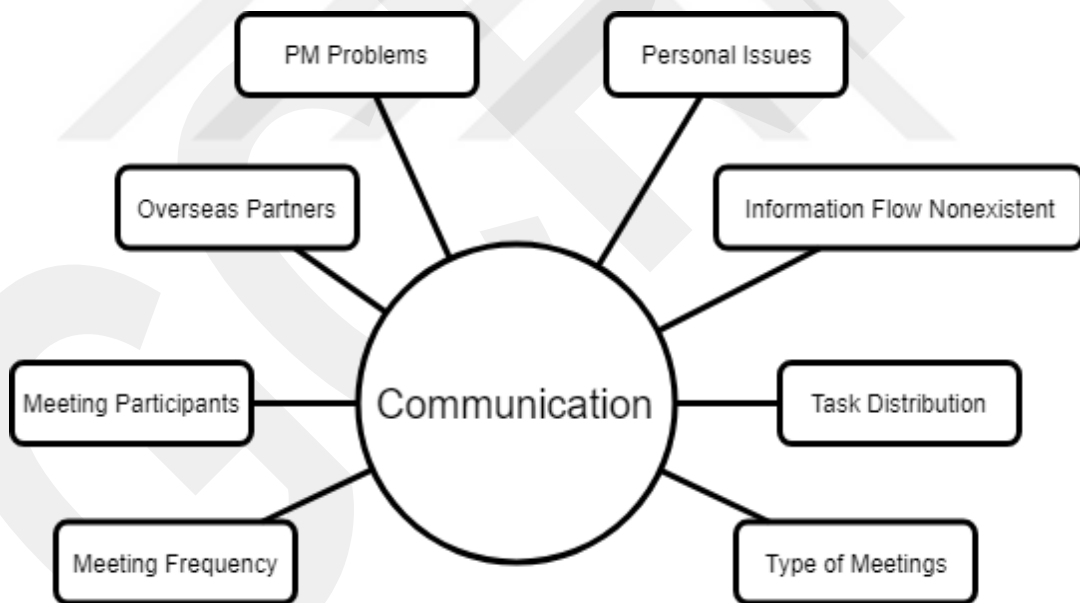 PM Problems
Personal Issues
Overseas Partners
Information Flow Nonexistent
Meeting Participants
Communication
Task Distribution
Meeting Frequency
Type of Meetings